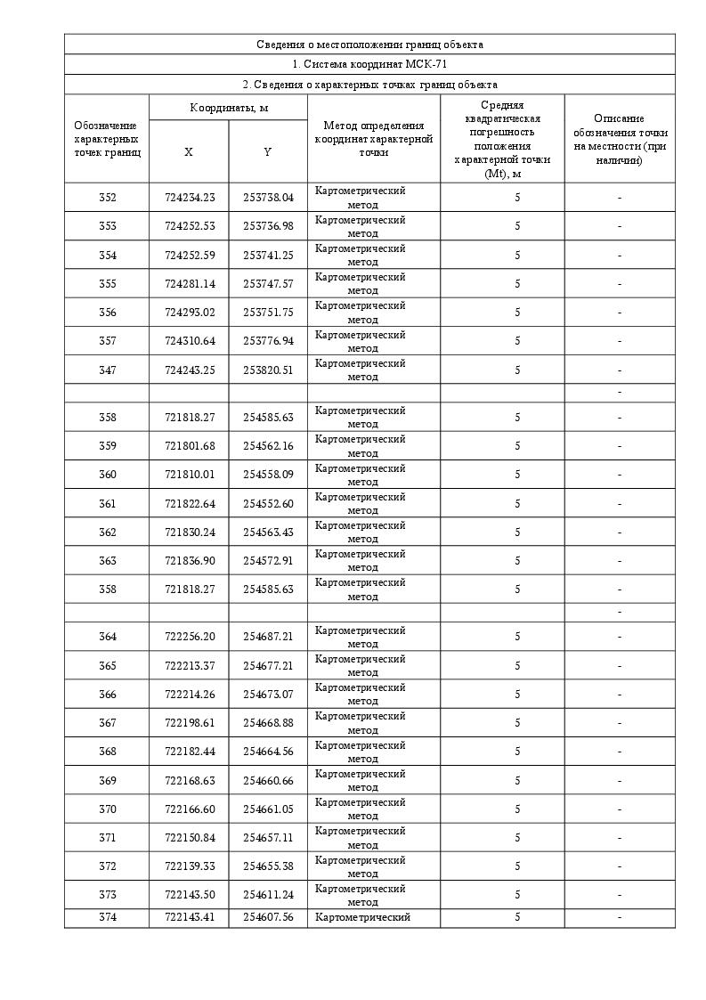 Сведения о местоположении границ объекта
1. Система координат МСК-71
2. Сведения о характерных точках границ объекта
Обозначение
характерных
точек границ
Координаты, м
X Y
Метод определения
координат характерной
точки
Средняя
квадратическая
погрешность
положения
характерной точки
(Mt), м
Описание
обозначения точки
на местности (при
наличии)
352 724234.23 253738.04 Картометрический
метод 5 -
353 724252.53 253736.98 Картометрический
метод 5 -
354 724252.59 253741.25 Картометрический
метод 5 -
355 724281.14 253747.57 Картометрический
метод 5 -
356 724293.02 253751.75 Картометрический
метод 5 -
357 724310.64 253776.94 Картометрический
метод 5 -
347 724243.25 253820.51 Картометрический
метод 5 -
-
358 721818.27 254585.63 Картометрический
метод 5 -
359 721801.68 254562.16 Картометрический
метод 5 -
360 721810.01 254558.09 Картометрический
метод 5 -
361 721822.64 254552.60 Картометрический
метод 5 -
362 721830.24 254563.43 Картометрический
метод 5 -
363 721836.90 254572.91 Картометрический
метод 5 -
358 721818.27 254585.63 Картометрический
метод 5 -
-
364 722256.20 254687.21 Картометрический
метод 5 -
365 722213.37 254677.21 Картометрический
метод 5 -
366 722214.26 254673.07 Картометрический
метод 5 -
367 722198.61 254668.88 Картометрический
метод 5 -
368 722182.44 254664.56 Картометрический
метод 5 -
369 722168.63 254660.66 Картометрический
метод 5 -
370 722166.60 254661.05 Картометрический
метод 5 -
371 722150.84 254657.11 Картометрический
метод 5 -
372 722139.33 254655.38 Картометрический
метод 5 -
373 722143.50 254611.24 Картометрический
метод 5 -
374 722143.41 254607.56 Картометрический 5 -